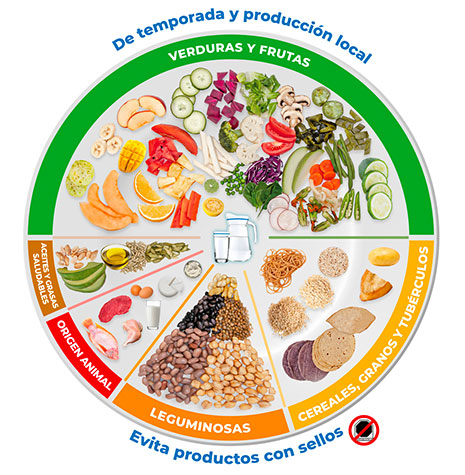 De temporada y producción local
VERDURAS Y FRUTAS
ACEITES Y GRASAS
SALUDABLES
ORIGEN ANIMAL
LEGUMINOSAS
CEREALES, GRANOS Y TUBÉRCULOS
Evita productos con sellos